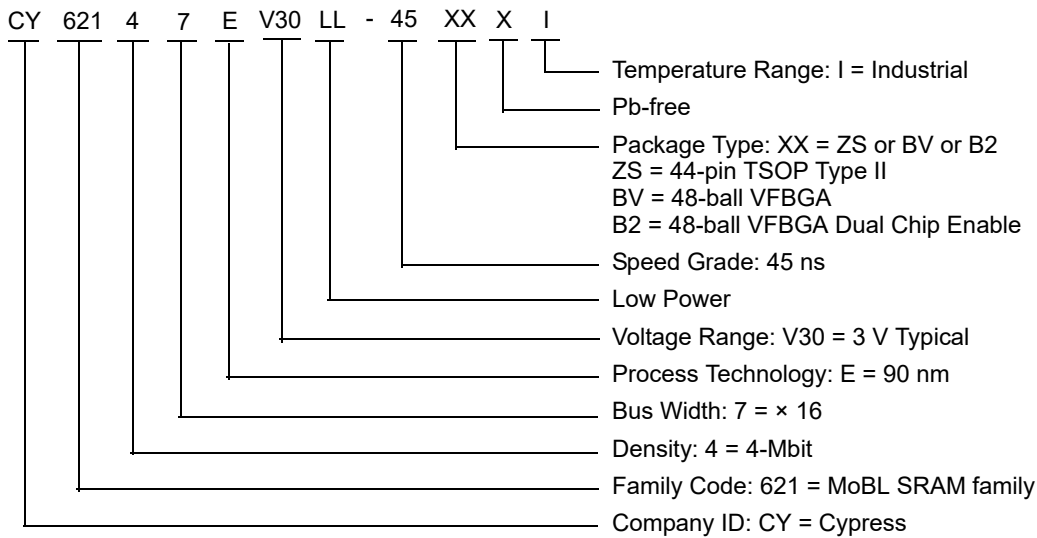 CY 621 4 7 E V30 LL - 45 XX X I
Temperature Range: I = Industrial
Pb-free
Package Type: XX = ZS or BV or B2
ZS = 44-pin TSOP Type II
BV = 48-ball VFBGA
B2 = 48-ball VFBGA Dual Chip Enable
Speed Grade: 45 ns
Low Power
Voltage Range: V30 = 3 V Typical
Process Technology: E = 90 nm
Bus Width: 7 = × 16
Density: 4 = 4-Mbit
Family Code: 621 = MoBL SRAM family
Company ID: CY = Cypress